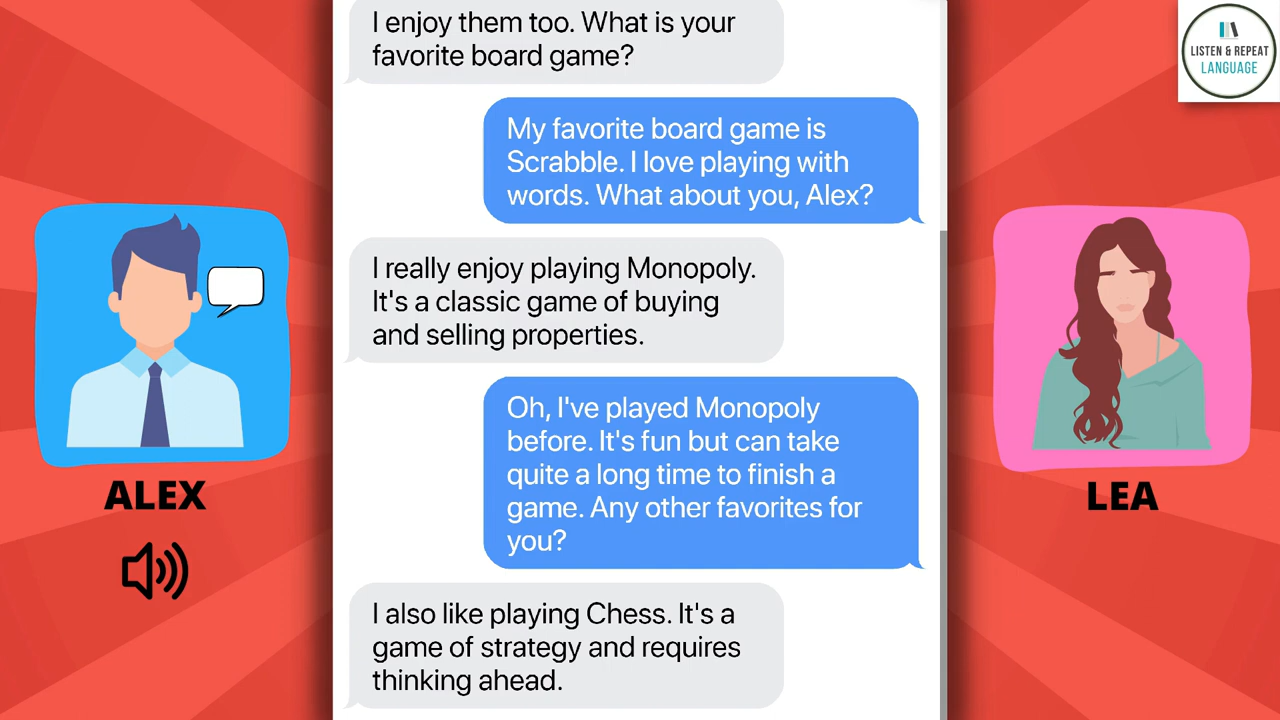 I enjoy them too. What is your
favorite board game?
My favorite board game is
Scrabble. I love playing with
words. What about you, Alex?
I really enjoy playing Monopoly.
It's a classic game of buying
and selling properties.
Oh, I've played Monopoly
before. It's fun but can take
quite a long time to finish a
game. Any other favorites for
you?
I also like playing Chess. It's a
game of strategy and requires
thinking ahead.
ALEX
LEA
LISTEN & REPEAT
LANGUAGE